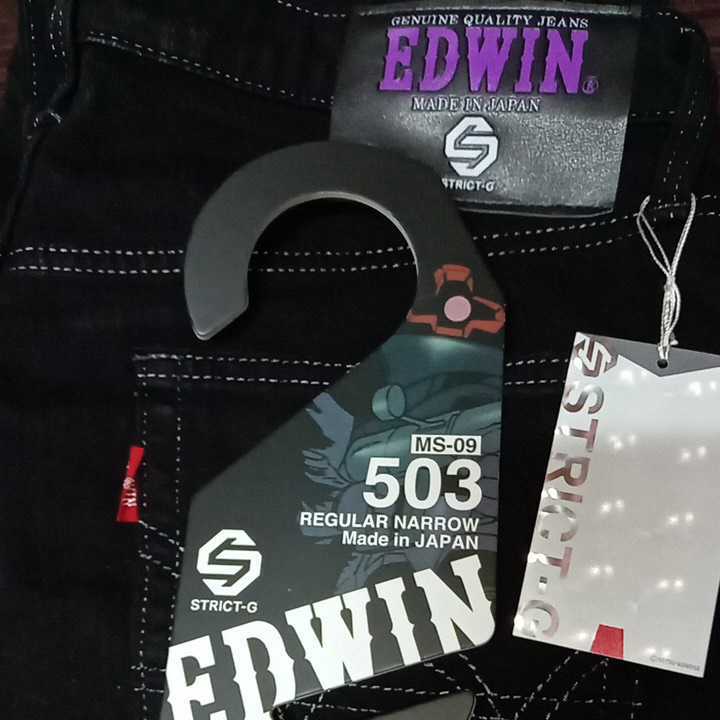 GENUINE QUALITY JEANS
EDWIN®
MADE IN JAPAN
STRICT-G
MS-09
503
REGULAR NARROW
Made in JAPAN
STRICT-G
EDWIN
STRICT-G